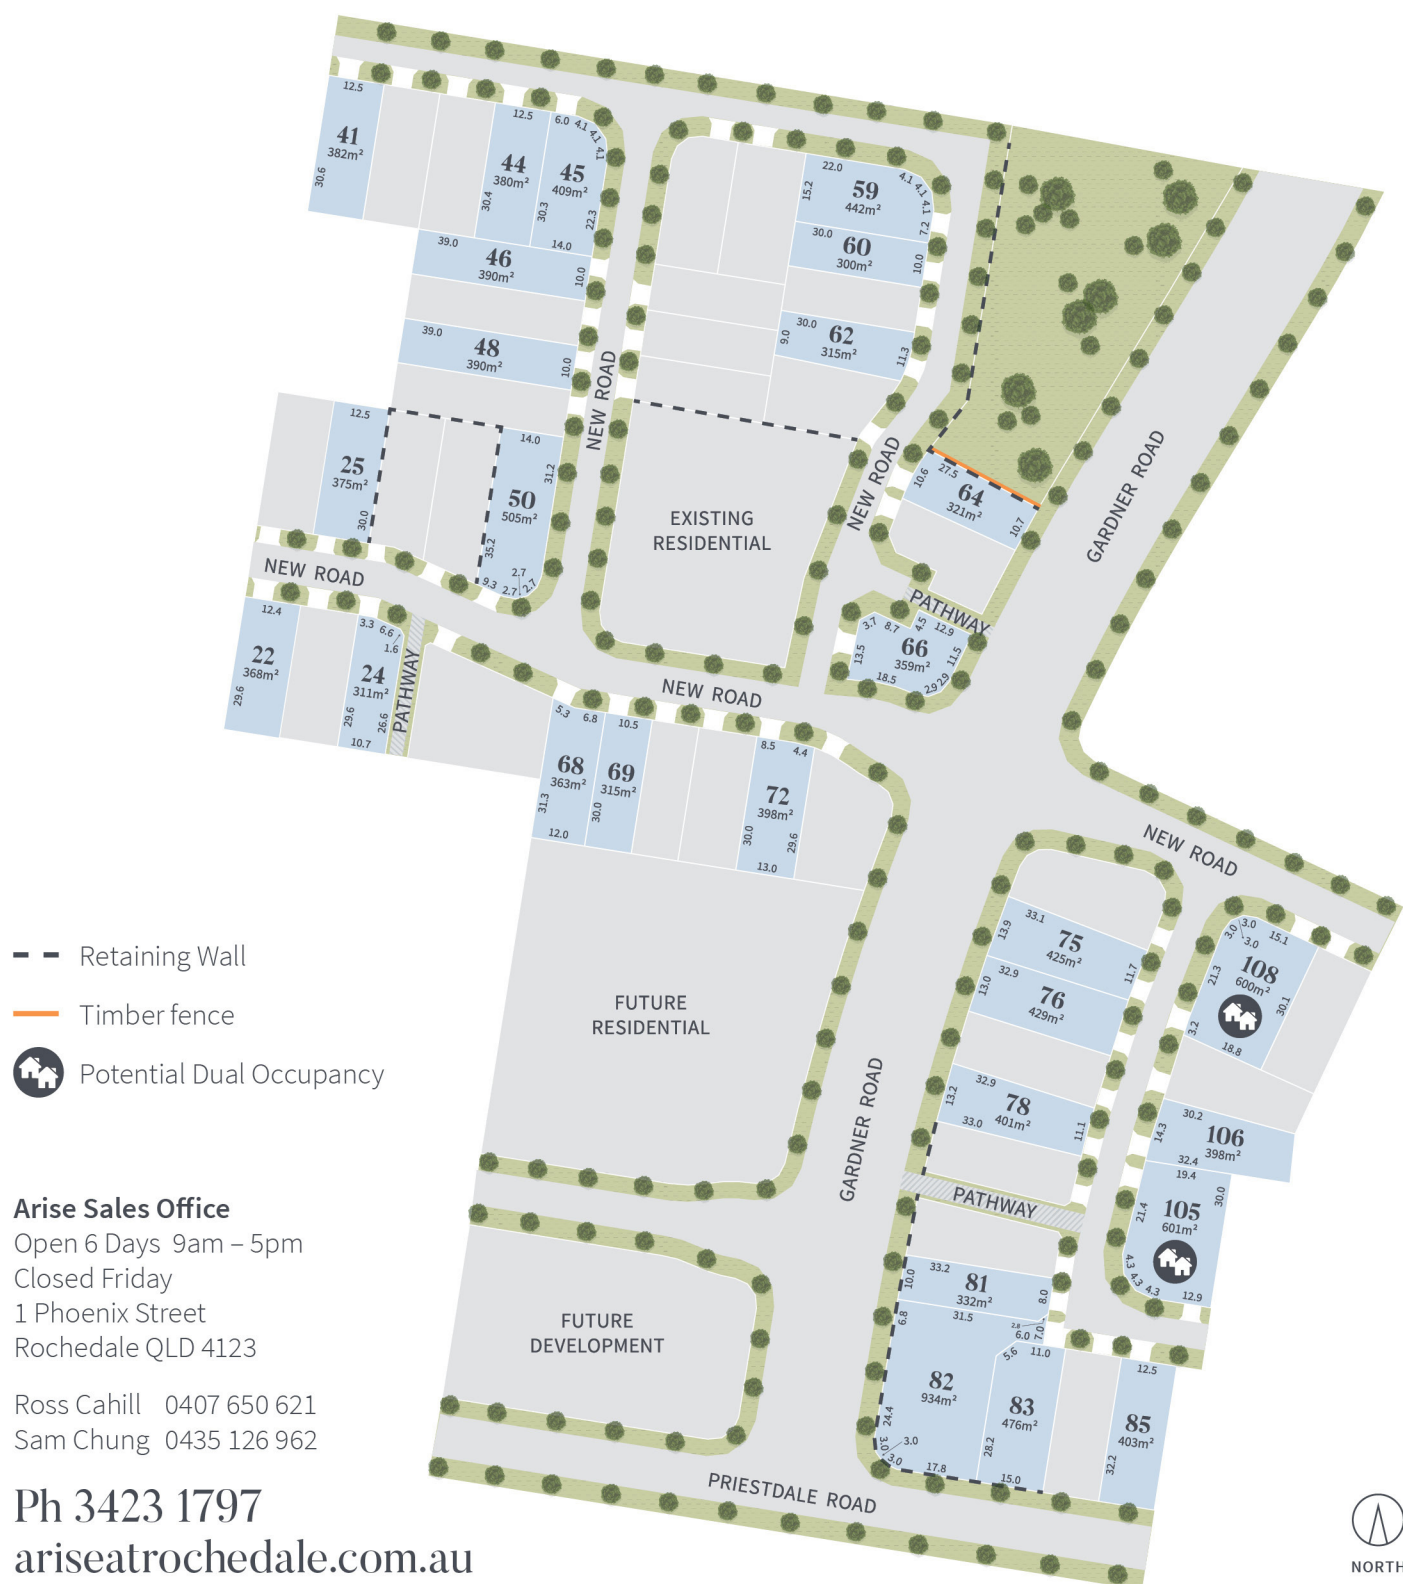 12.5
41
382m²
30.6
12.5
44
380m²
30.4
6.0
4.1
4.1
4.1
45
409m²
30.3
22.3
14.0
39.0
46
390m²
10.0
39.0
48
390m²
10.0
22.0
15.2
59
442m²
4.1
4.1
4.1
7.2
30.0
60
300m²
10.0
30.0
9.0
62
315m²
11.3
NEW ROAD
12.5
25
375m²
30.0
14.0
31.2
50
505m²
35.2
9.3
2.7
2.7
2.7
EXISTING
RESIDENTIAL
NEW ROAD
10.6
27.5
64
321m²
10.7
GARDNER ROAD
NEW ROAD
PATHWAY
12.4
22
368m²
29.6
3.3
6.6
1.6
24
311m²
29.6
26.6
10.7
PATHWAY
3.7
8.7
4.5
12.9
13.5
66
359m²
11.5
18.5
2.9
2.9
NEW ROAD
5.3
6.8
68
363m²
31.3
12.0
10.5
69
315m²
30.0
8.5
4.4
72
398m²
30.0
29.6
13.0
NEW ROAD
33.1
13.9
75
425m²
11.7
32.9
13.0
76
429m²
3.0
3.0
3.0
15.1
108
600m²
21.3
30.1
3.2
18.8
Retaining Wall
Timber fence
Potential Dual Occupancy
FUTURE
RESIDENTIAL
GARDNER ROAD
32.9
13.2
78
401m²
33.0
11.1
30.2
14.3
106
398m²
32.4
PATHWAY
19.4
21.4
105
601m²
30.0
4.3
4.3
4.3
12.9
Arise Sales Office
Open 6 Days 9am – 5pm
Closed Friday
1 Phoenix Street
Rochedale QLD 4123
Ross Cahill 0407 650 621
Sam Chung 0435 126 962
Ph 3423 1797
ariseatrochedale.com.au
FUTURE
DEVELOPMENT
33.2
10.0
81
332m²
8.0
6.8
31.5
2.8
6.0
7.0
82
934m²
24.4
3.0
3.0
3.0
17.8
5.6
11.0
83
476m²
28.2
15.0
12.5
85
403m²
32.2
PRIESTDALE ROAD
NORTH